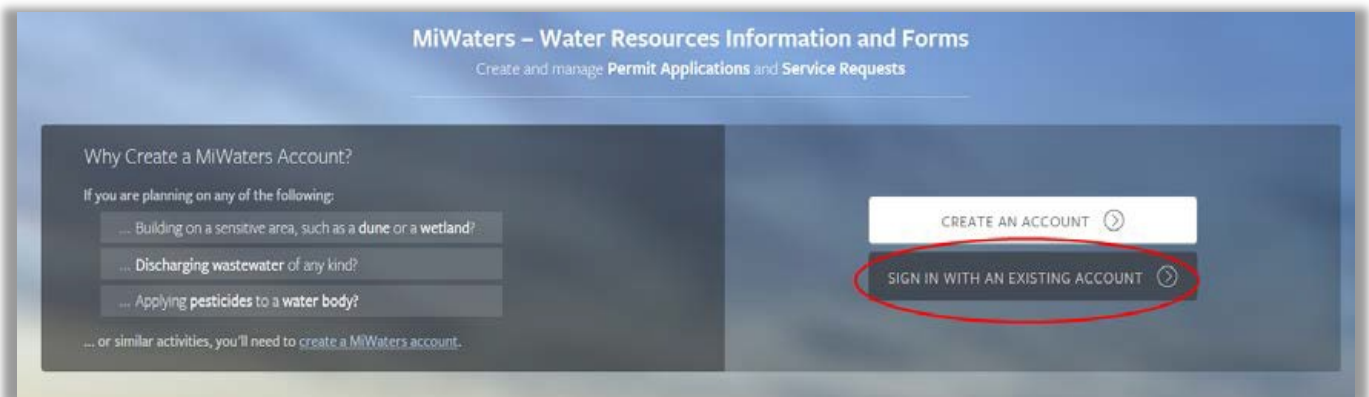 MiWaters – Water Resources Information and Forms
Create and manage Permit Applications and Service Requests
Why Create a MiWaters Account?
If you are planning on any of the following:
... Building on a sensitive area, such as a dune or a wetland?
... Discharging wastewater of any kind?
... Applying pesticides to a water body?
... or similar activities, you'll need to create a MiWaters account.
CREATE AN ACCOUNT
SIGN IN WITH AN EXISTING ACCOUNT